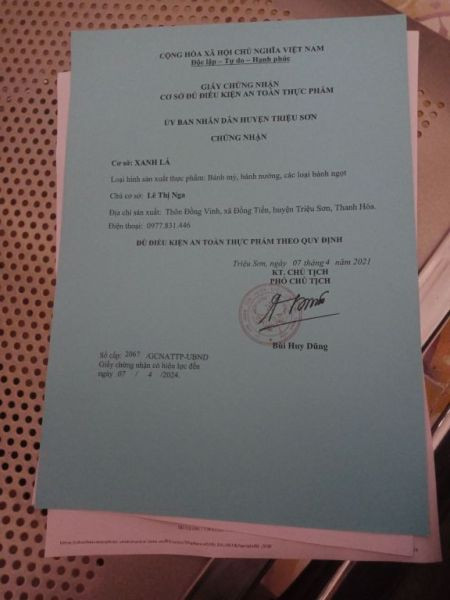 CỘNG HÒA XÃ HỘI CHỦ NGHĨA VIỆT NAM
Độc lập – Tự do – Hạnh phúc
GIẤY CHỨNG NHẬN
CƠ SỞ ĐỦ ĐIỀU KIỆN AN TOÀN THỰC PHẨM
ỦY BAN NHÂN DÂN HUYỆN TRIỆU SƠN
CHỨNG NHẬN
Cơ sở: XANH LÁ
Loại hình sản xuất thực phẩm: Bánh mỳ, bánh nướng, các loại bánh ngọt
Chủ cơ sở: Lê Thị Nga
Địa chỉ sản xuất: Thôn Đồng Vinh, xã Đồng Tiến, huyện Triệu Sơn, Thanh Hóa.
Điện thoại: 0977.831.446
ĐỦ ĐIỀU KIỆN AN TOÀN THỰC PHẨM THEO QUY ĐỊNH
Triệu Sơn, ngày 07 tháng 4 năm 2021
KT. CHỦ TỊCH
PHÓ CHỦ TỊCH
Bùi Huy Dũng
Số cấp: 2067 /GCNATTP-UBND
Giấy chứng nhận có hiệu lực đến
ngày 07 / 4 /2024.